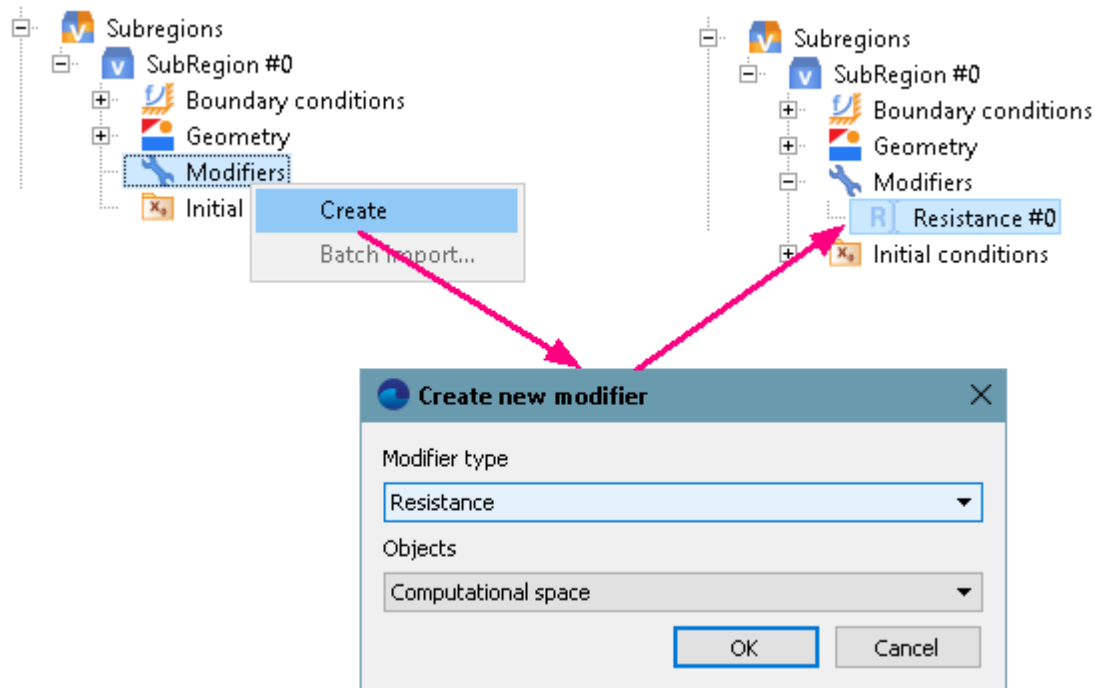 Subregions
SubRegion #0
Boundary conditions
Geometry
Modifiers
Initial
Create
Batch Import...
Subregions
SubRegion #0
Boundary conditions
Geometry
Modifiers
Resistance #0
Initial conditions
Create new modifier
Modifier type
Resistance
Objects
Computational space
OK
Cancel